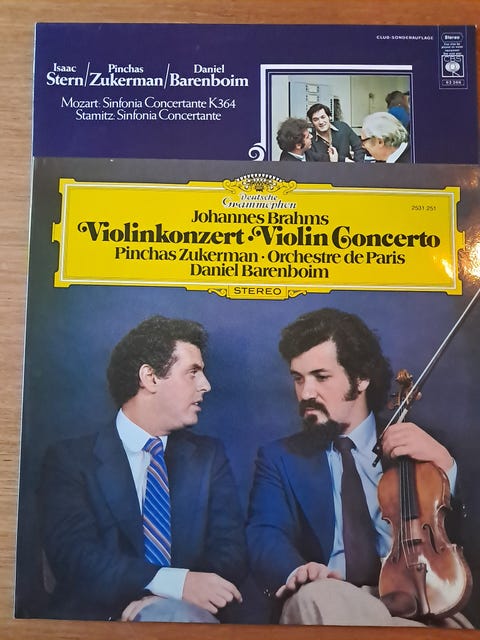 CLUB-SONDERAUFLAGE
Stereo
CBS
Isaac Stern/Pinchas Zukerman/Daniel Barenboim
Mozart: Sinfonia Concertante K364
Stamitz: Sinfonia Concertante
Deutsche
Grammophon
2531 251
Johannes Brahms
Violinkonzert · Violin Concerto
Pinchas Zukerman · Orchestre de Paris
Daniel Barenboim
STEREO